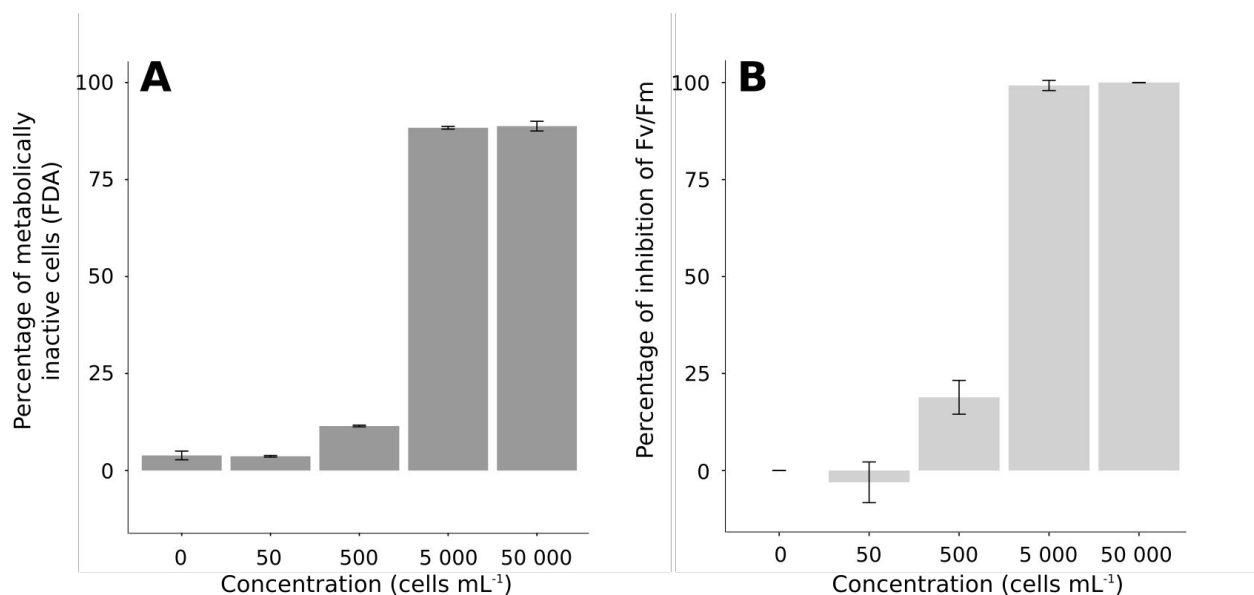 A
Percentage of metabolically
inactive cells (FDA)
100
75
50
25
0
0 50 500 5 000 50 000
Concentration (cells mL⁻¹)
B
Percentage of inhibition of Fv/Fm
100
75
50
25
0
0 50 500 5 000 50 000
Concentration (cells mL⁻¹)